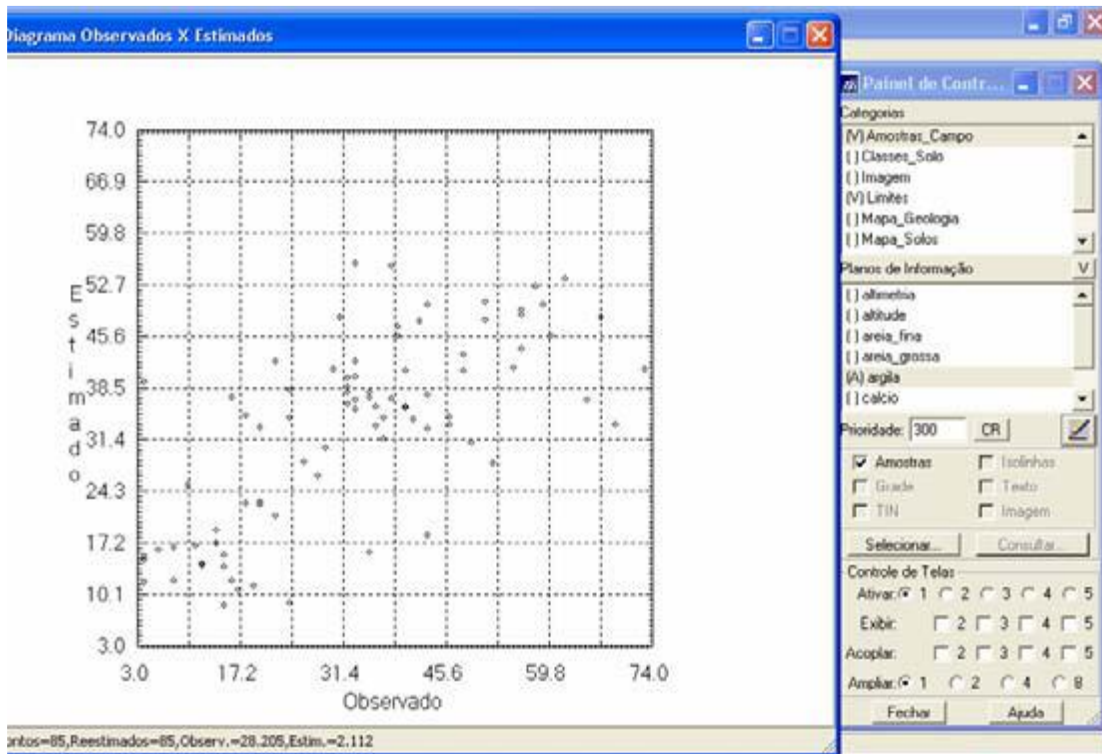 Diagrama Observados X Estimados
74.0
66.9
59.8
52.7
45.6
38.5
31.4
24.3
17.2
10.1
3.0
Estimado
3.0 17.2 31.4 45.6 59.8 74.0
Observado
ontos=85,Reestimados=85,Observ.=28.205,Estim.=2.112
Painel de Contr...
Categorias
(V) Amostras_Campo
( ) Classes_Solo
( ) Imagem
(V) Limites
( ) Mapa_Geologia
( ) Mapa_Solos
Planos de Informação V
( ) altimetria
( ) altitude
( ) areia_fina
( ) areia_grossa
(A) argila
( ) calcio
Prioridade: 300 CR
Amostras Isolinhas
Grade Texto
TIN Imagem
Selecionar... Consultar...
Controle de Telas
Ativar: 1 2 3 4 5
Exibir: 2 3 4 5
Acoplar: 2 3 4 5
Ampliar: 1 2 4 8
Fechar Ajuda